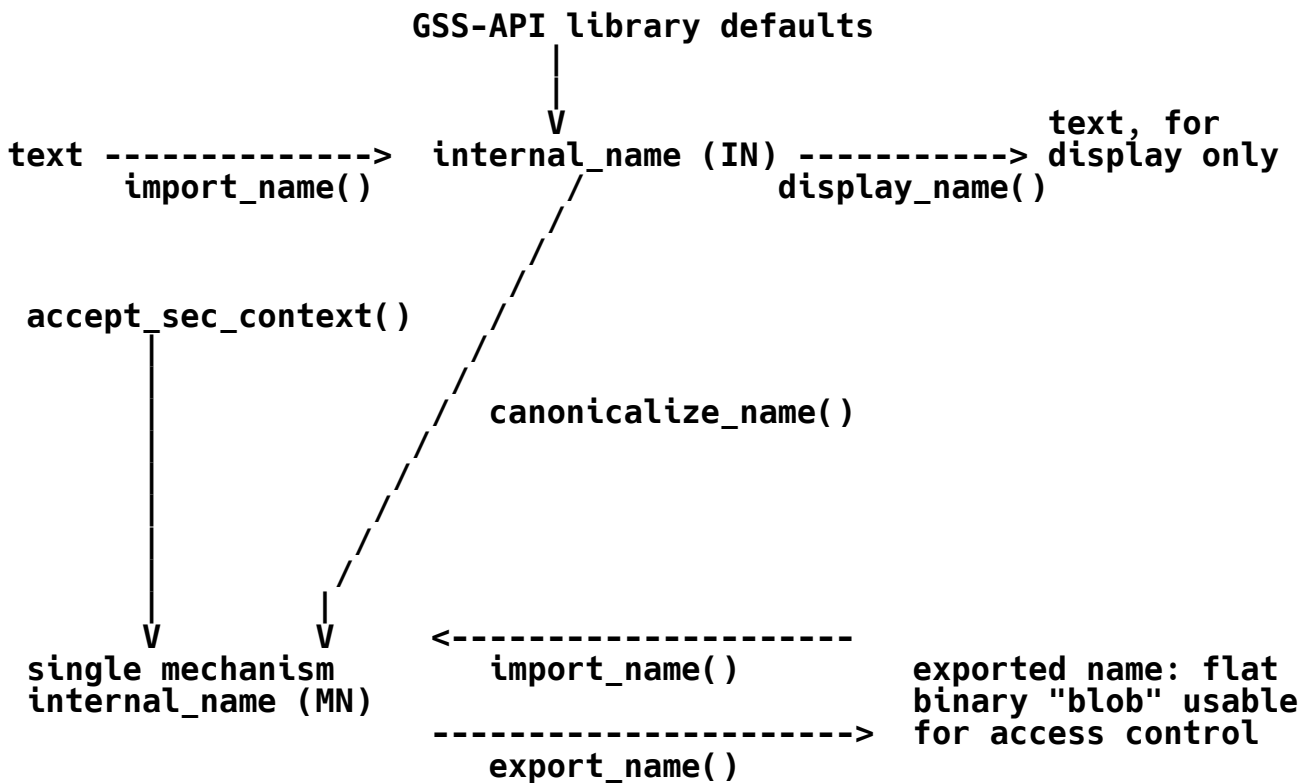 GSS-API library defaults
|
|
V text, for
text --------------> internal_name (IN) -----------> display only
import_name() / display_name()
/
/
/
/
accept_sec_context() /
| /
| /
| / canonicalize_name()
| /
| /
| /
| /
| /
| |
V V <----------------------
single mechanism import_name() exported name: flat
internal_name (MN) binary "blob" usable
----------------------> for access control
export_name()